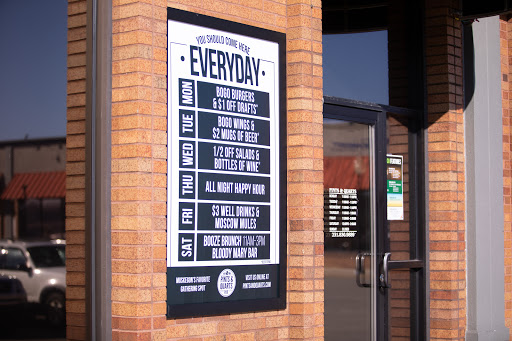 YOU SHOULD COME HERE
• EVERYDAY •
MON
BOGO BURGERS
& $1 OFF DRAFTS*
TUE
BOGO WINGS &
$2 MUGS OF BEER*
WED
1/2 OFF SALADS &
BOTTLES OF WINE*
THU
ALL NIGHT HAPPY HOUR
FRI
$3 WELL DRINKS &
MOSCOW MULES
SAT
BOOZE BRUNCH 11AM-3PM
BLOODY MARY BAR
GATHERING SPOT
PINTS &
QUARTS
VISIT US ONLINE AT
PINTSANDQUARTS.COM
PINTS & QUARTS